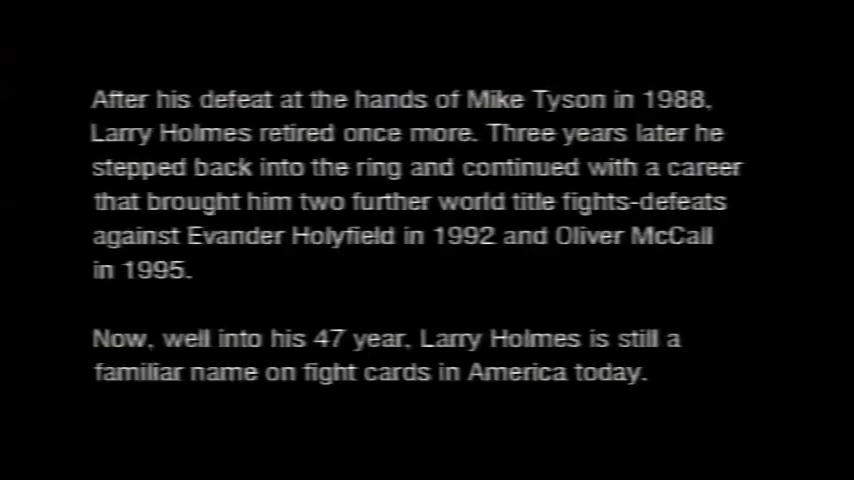 After his defeat at the hands of Mike Tyson in 1988,
Larry Holmes retired once more. Three years later he
stepped back into the ring and continued with a career
that brought him two further world title fights-defeats
against Evander Holyfield in 1992 and Oliver McCall
in 1995.
Now, well into his 47 year, Larry Holmes is still a
familiar name on fight cards in America today.